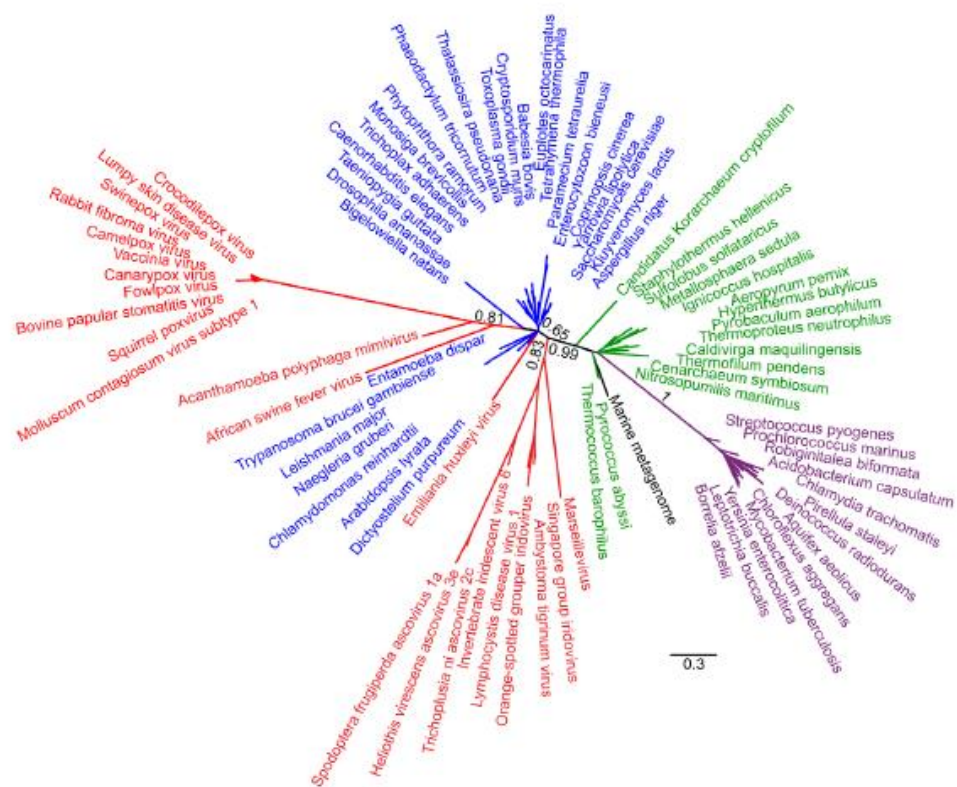 Phaeodactylum tricornutum
Thalassiosira pseudonana
Cryptosporidium muris
Toxoplasma gondii
Babesia bovis
Euplotes octocarinatus
Tetrahymena thermophila
Paramecium tetraurelia
Enterocytozoon bieneusi
Coprinopsis cinerea
Yarrowia lipolytica
Saccharomyces cerevisiae
Kluyveromyces lactis
Aspergillus niger
Phytophthora ramorum
Monosiga brevicollis
Trichoplax adhaerens
Caenorhabditis elegans
Taeniopygia guttata
Drosophila ananassae
Bigelowiella natans
Candidatus Korarchaeum cryptofilum
Staphylothermus hellenicus
Sulfolobus solfataricus
Metallosphaera sedula
Ignicoccus hospitalis
Aeropyrum pernix
Hyperthermus butylicus
Pyrobaculum aerophilum
Thermoproteus neutrophilus
Caldivirga maquilingensis
Thermofilum pendens
Cenarchaeum symbiosum
Nitrosopumilis maritimus
Crocodilepox virus
Lumpy skin disease virus
Swinepox virus
Rabbit fibroma virus
Camelpox virus
Vaccinia virus
Canarypox virus
Fowlpox virus
Bovine papular stomatitis virus
Squirrel poxvirus
Molluscum contagiosum virus subtype 1
0.81
0.65
0.99
0.83
1
Acanthamoeba polyphaga mimivirus
Entamoeba dispar
African swine fever virus
Trypanosoma brucei gambiense
Leishmania major
Naegleria gruberi
Chlamydomonas reinhardtii
Arabidopsis lyrata
Dictyostelium purpureum
Emiliania huxleyi virus
Spodoptera frugiperda ascovirus 1a
Heliothis virescens ascovirus 3e
Trichoplusia ni ascovirus 2c
Invertebrate iridescent virus 6
Lymphocystis disease virus 1
Orange-spotted grouper iridovirus
Ambystoma tigrinum virus
Singapore group iridovirus
Marseillevirus
Thermococcus barophilus
Pyrococcus abyssi
Marine metagenome
Streptococcus pyogenes
Prochlorococcus marinus
Robiginitalea biformata
Acidobacterium capsulatum
Chlamydia trachomatis
Pirellula staleyi
Deinococcus radiodurans
Aquifex aeolicus
Chloroflexus aggregans
Mycobacterium tuberculosis
Yersinia enterocolitica
Leptotrichia buccalis
Borrelia afzelii
0.3